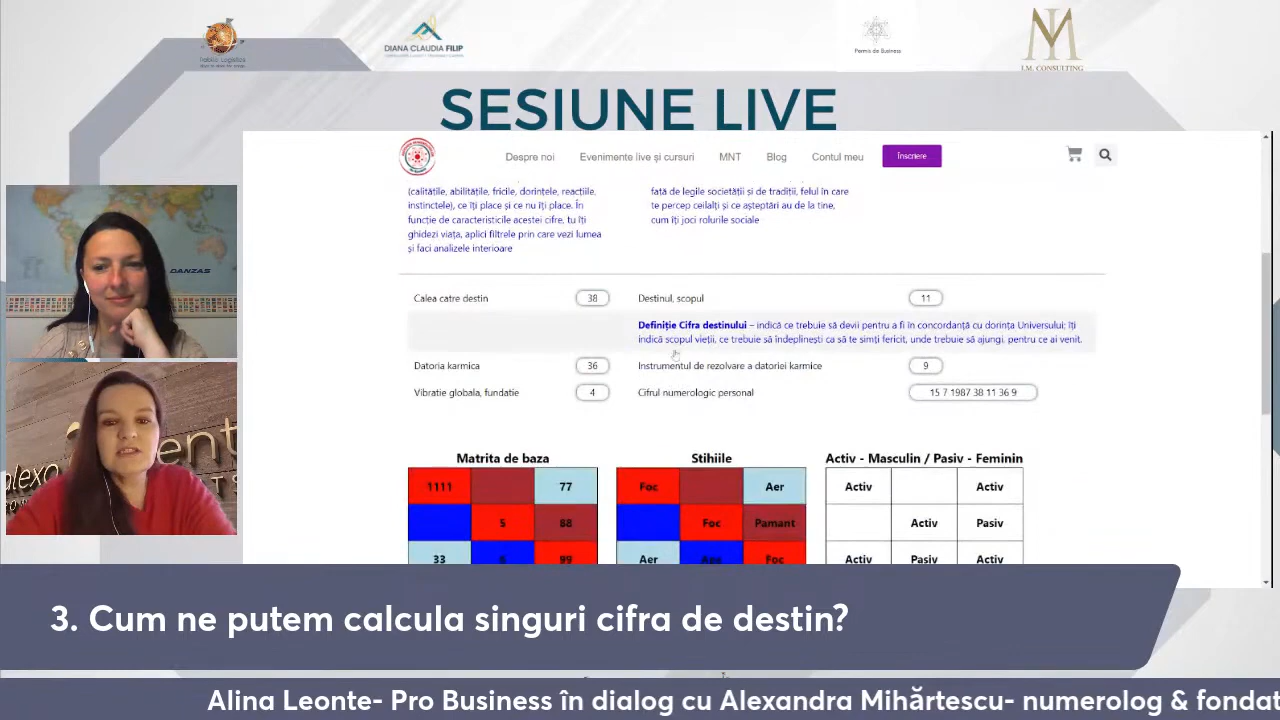 DIANA CLAUDIA FILIP
Permis de Business
I.M. CONSULTING
SESIUNE LIVE
Despre noi
Evenimente live și cursuri
MNT
Blog
Contul meu
Înscriere
(calitățile, abilitățile, fricile, dorințele, reacțiile,
instinctele), ce îți place și ce nu îți place. În
funcție de caracteristicile acestei cifre, tu îți
ghidezi viața, aplici filtrele prin care vezi lumea
și faci analizele interioare
față de legile societății și de tradiții, felul în care
te percep ceilalți și ce așteptări au de la tine,
cum îți joci rolurile sociale
Calea catre destin 38
Destinul, scopul 11
Definiție Cifra destinului – indică ce trebuie să devii pentru a fi în concordanță cu dorința Universului; îți
indică scopul vieții, ce trebuie să îndeplinești ca să te simți fericit, unde trebuie să ajungi, pentru ce ai venit.
Datoria karmica 36
Instrumentul de rezolvare a datoriei karmice 9
Vibratie globala, fundatie 4
Cifrul numerologic personal 15 7 1987 38 11 36 9
Matrita de baza
1111 77
5 88
33 6 99
Stihiile
Foc Aer
Foc Pamant
Aer Apa Foc
Activ - Masculin / Pasiv - Feminin
Activ Activ
Activ Pasiv
Activ Pasiv Activ
DANZAS
3. Cum ne putem calcula singuri cifra de destin?
Alina Leonte- Pro Business în dialog cu Alexandra Mihărtescu- numerolog & fondat